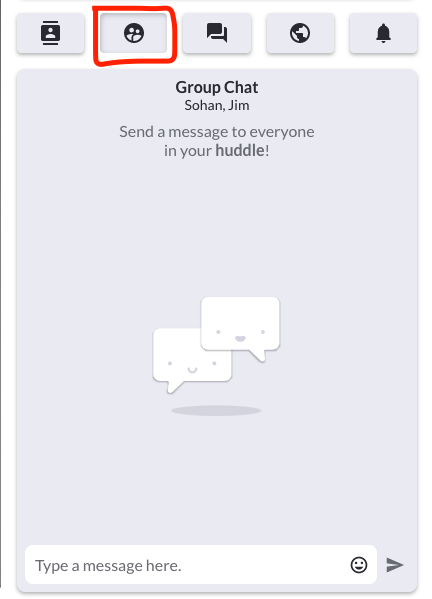 Group Chat
Sohan, Jim
Send a message to everyone
in your huddle!
Type a message here.